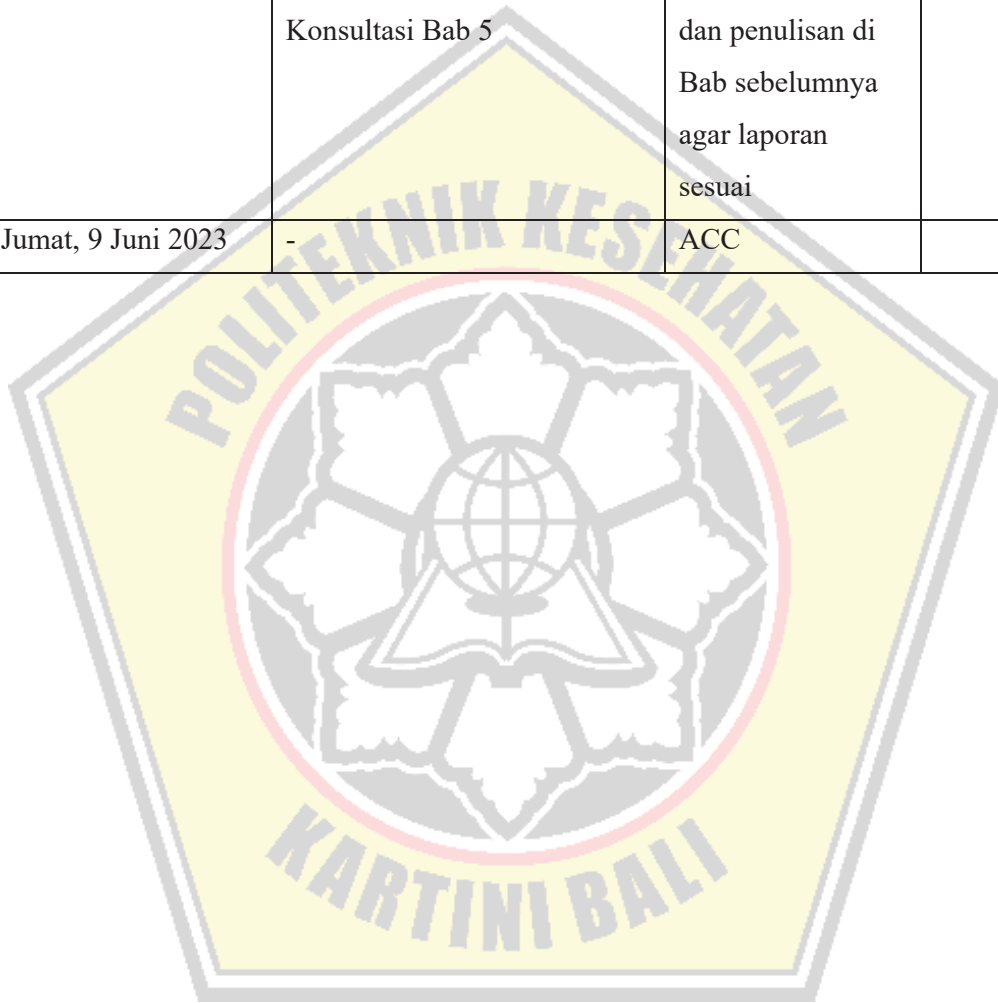 Konsultasi Bab 5
dan penulisan di
Bab sebelumnya
agar laporan
sesuai
Jumat, 9 Juni 2023 - ACC
POLITEKNIK KESEHATAN
KARTINI BALI